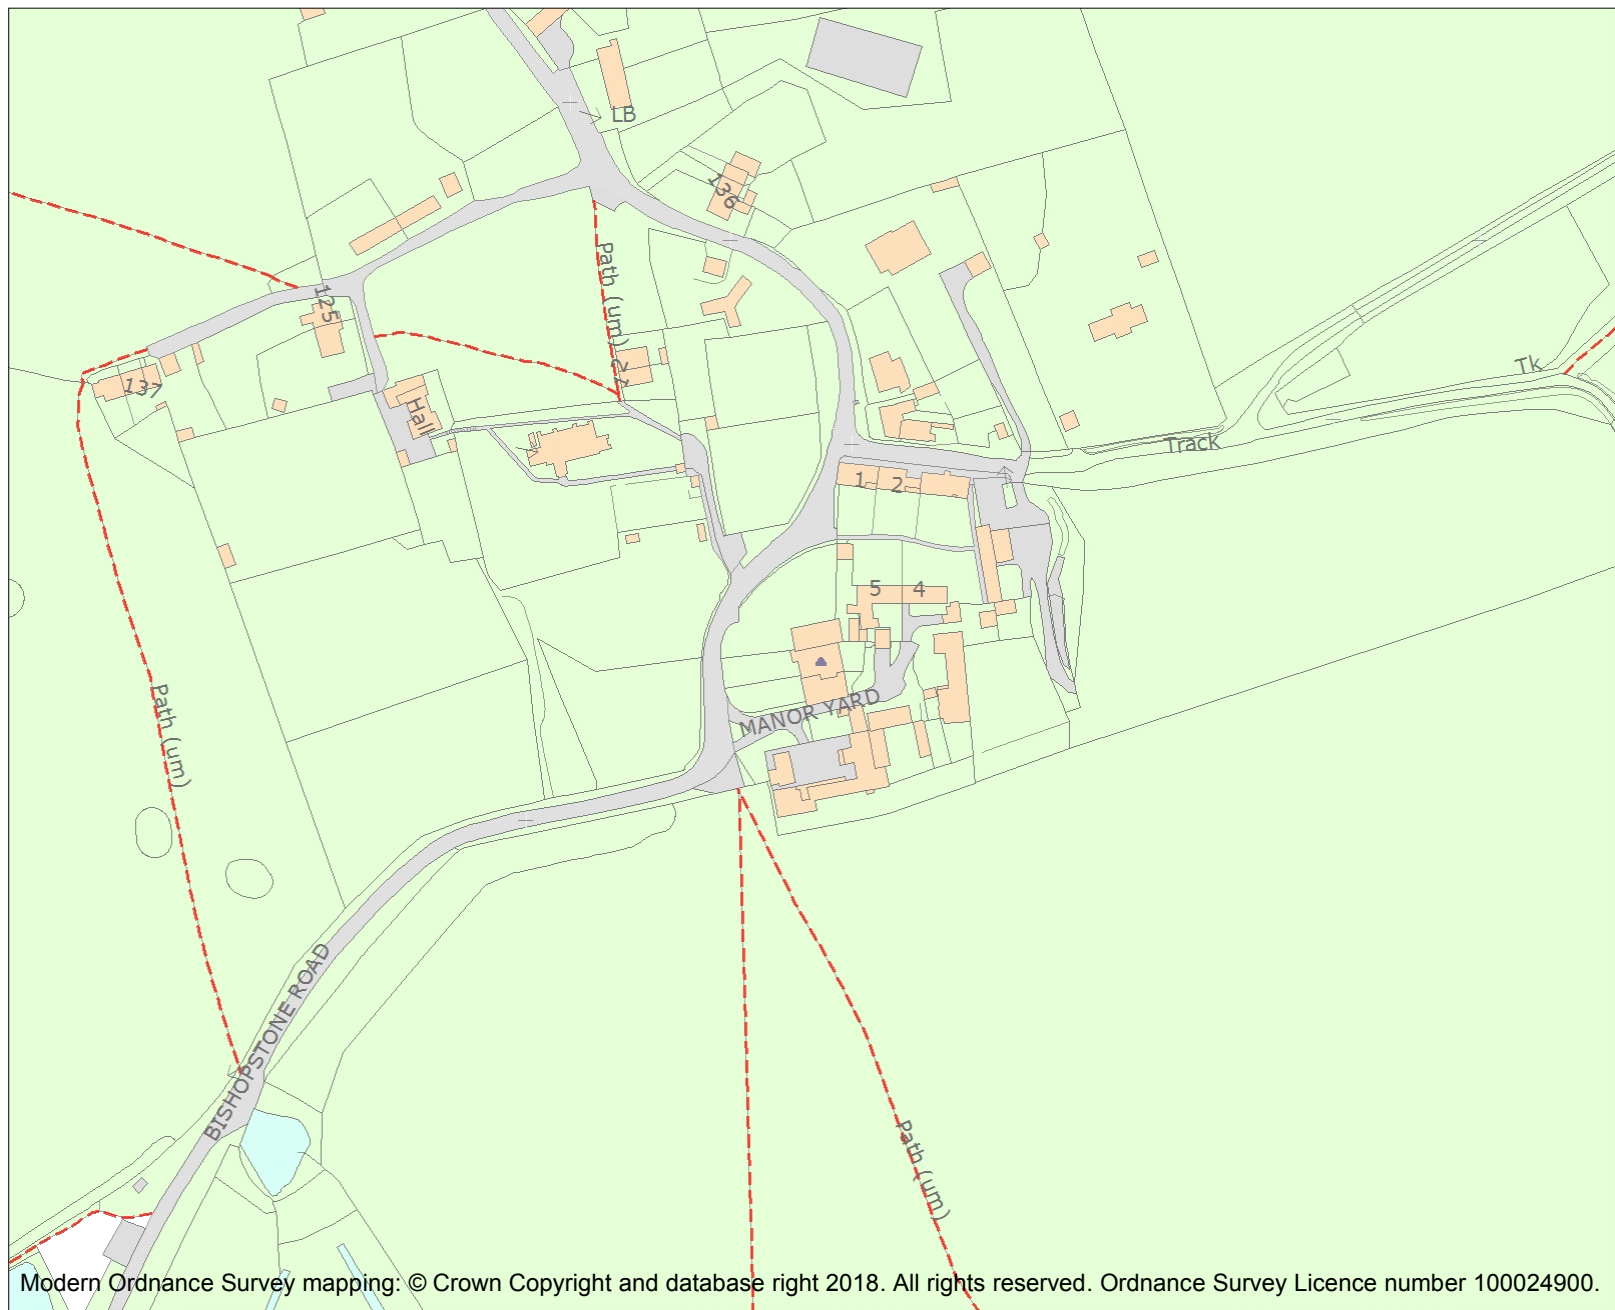 LB
136
Path (um)
125
2
1
137
Hall
Tk
Track
1
2
5
4
MANOR YARD
Path (um)
BISHOPSTONE ROAD
Path (um)
Modern Ordnance Survey mapping: © Crown Copyright and database right 2018. All rights reserved. Ordnance Survey Licence number 100024900.